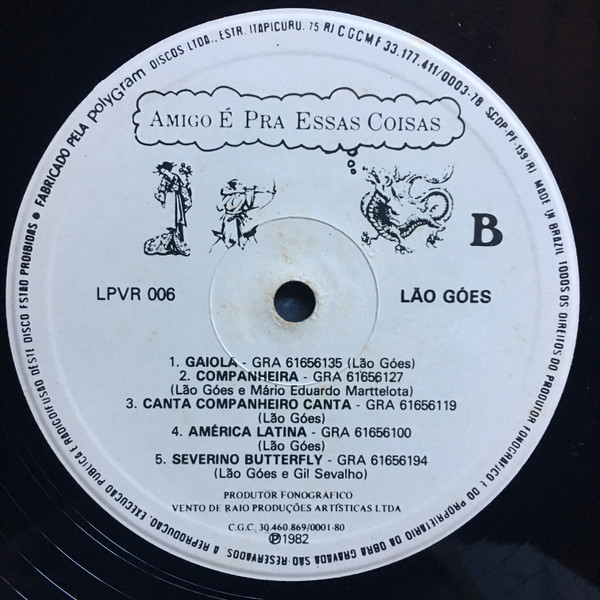 FABRICADO PELA polyGram DISCOS LTDA., ESTR. ITAPICURU, 75 RJ C.G.C.M.F 33.177.411/0003-78 SCDP-PF-159-RJ MADE IN BRAZIL TODOS OS DIREITOS DO PRODUTOR FONOGRÁFICO E DO PROPRIETÁRIO DA OBRA GRAVADA SÃO RESERVADOS. A REPRODUÇÃO, EXECUÇÃO PÚBLICA E RADIODIFUSÃO DESTE DISCO ESTÃO PROIBIDAS ●
AMIGO É PRA ESSAS COISAS
B
LPVR 006
LÃO GÓES
1. GAIOLA - GRA 61656135 (Lão Góes)
2. COMPANHEIRA - GRA 61656127
(Lão Góes e Mário Eduardo Marttelota)
3. CANTA COMPANHEIRO CANTA - GRA 61656119
(Lão Góes)
4. AMÉRICA LATINA - GRA 61656100
(Lão Góes)
5. SEVERINO BUTTERFLY - GRA 61656194
(Lão Góes e Gil Sevalho)
PRODUTOR FONOGRÁFICO
VENTO DE RAIO PRODUÇÕES ARTÍSTICAS LTDA
C.G.C. 30.460.869/0001-80
℗1982